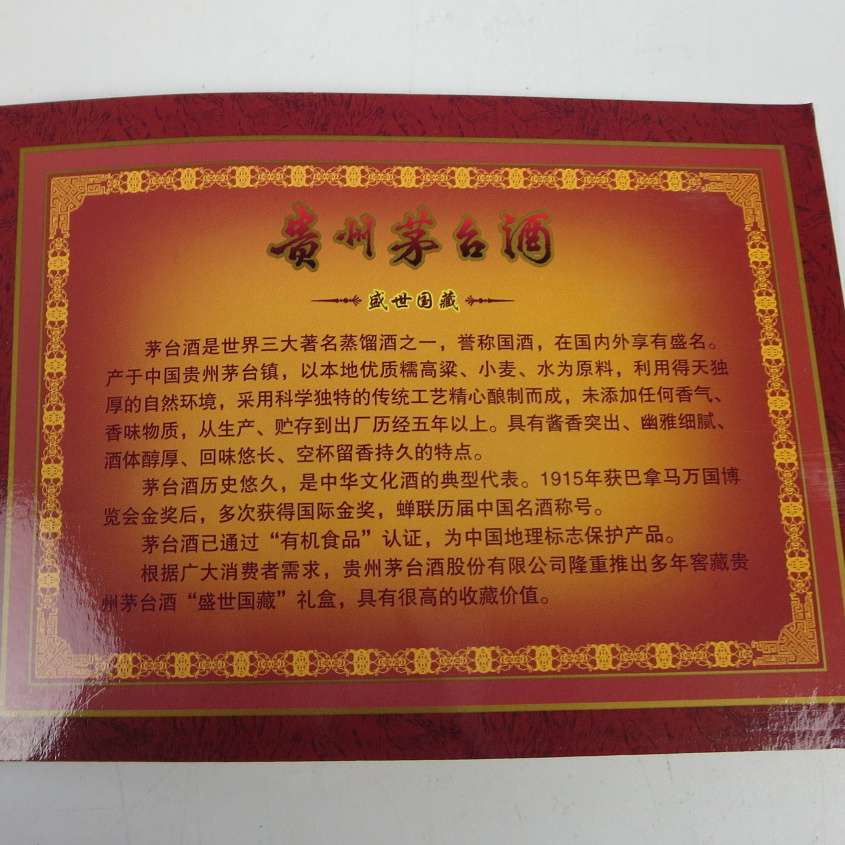 贵州茅台酒
盛世国藏
茅台酒是世界三大著名蒸馏酒之一，誉称国酒，在国内外享有盛名。
产于中国贵州茅台镇，以本地优质糯高粱、小麦、水为原料，利用得天独
厚的自然环境，采用科学独特的传统工艺精心酿制而成，未添加任何香气、
香味物质，从生产、贮存到出厂历经五年以上。具有酱香突出、幽雅细腻、
酒体醇厚、回味悠长、空杯留香持久的特点。
茅台酒历史悠久，是中华文化酒的典型代表。1915年获巴拿马万国博
览会金奖后，多次获得国际金奖，蝉联历届中国名酒称号。
茅台酒已通过“有机食品”认证，为中国地理标志保护产品。
根据广大消费者需求，贵州茅台酒股份有限公司隆重推出多年窖藏贵
州茅台酒“盛世国藏”礼盒，具有很高的收藏价值。